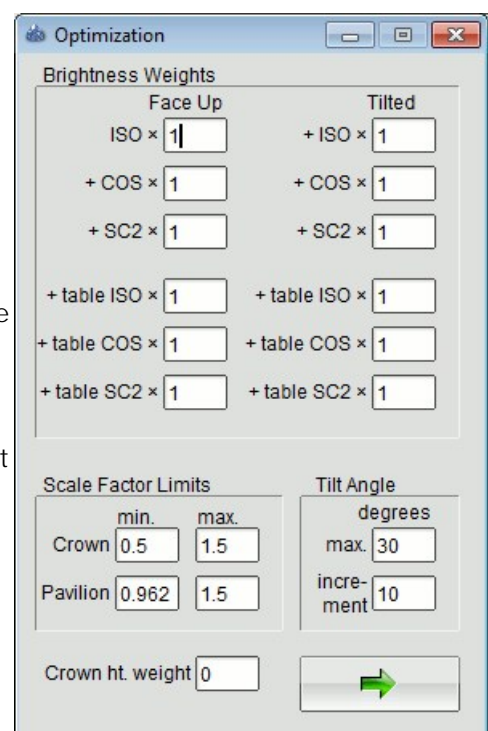 Optimization
Brightness Weights
Face Up Tilted
ISO × 1 + ISO × 1
+ COS × 1 + COS × 1
+ SC2 × 1 + SC2 × 1
e
+ table ISO × 1 + table ISO × 1
+ table COS × 1 + table COS × 1
+ table SC2 × 1 + table SC2 × 1
t
Scale Factor Limits Tilt Angle
min. max. degrees
Crown 0.5 1.5 max. 30
Pavilion 0.962 1.5 incre-
ment 10
Crown ht. weight 0